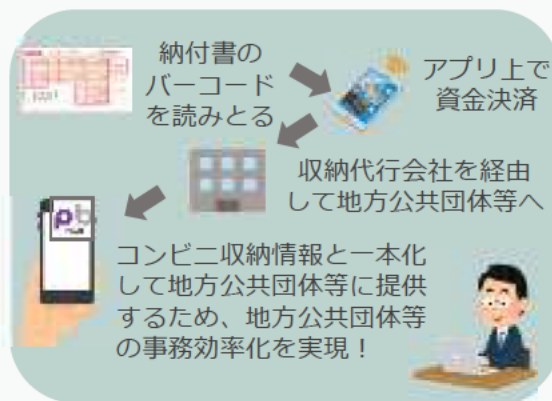 納付書の
バーコード
を読みとる
アプリ上で
資金決済
収納代行会社を経由
して地方公共団体等へ
pb
コンビニ収納情報と一本化
して地方公共団体等に提供
するため、地方公共団体等
の事務効率化を実現！